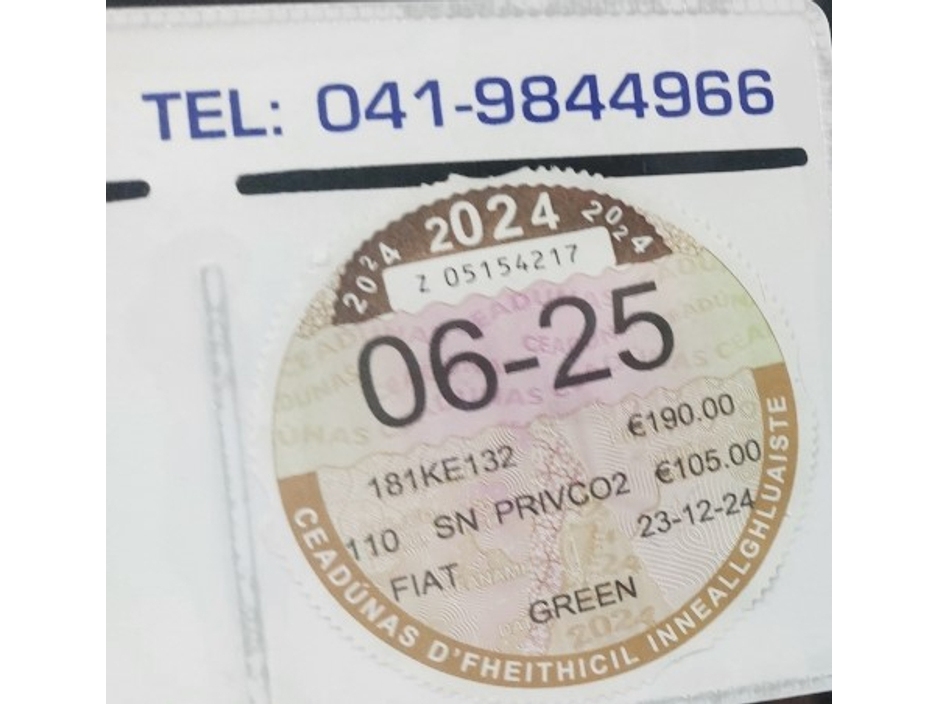 TEL: 041-9844966
2024 2024 2024
Z 05154217
06-25
€190.00
181KE132
110 SN PRIVCO2 €105.00
23-12-24
FIAT
GREEN
CEADÚNAS D'FHEITHICIL INNEALLGHLUAISTE